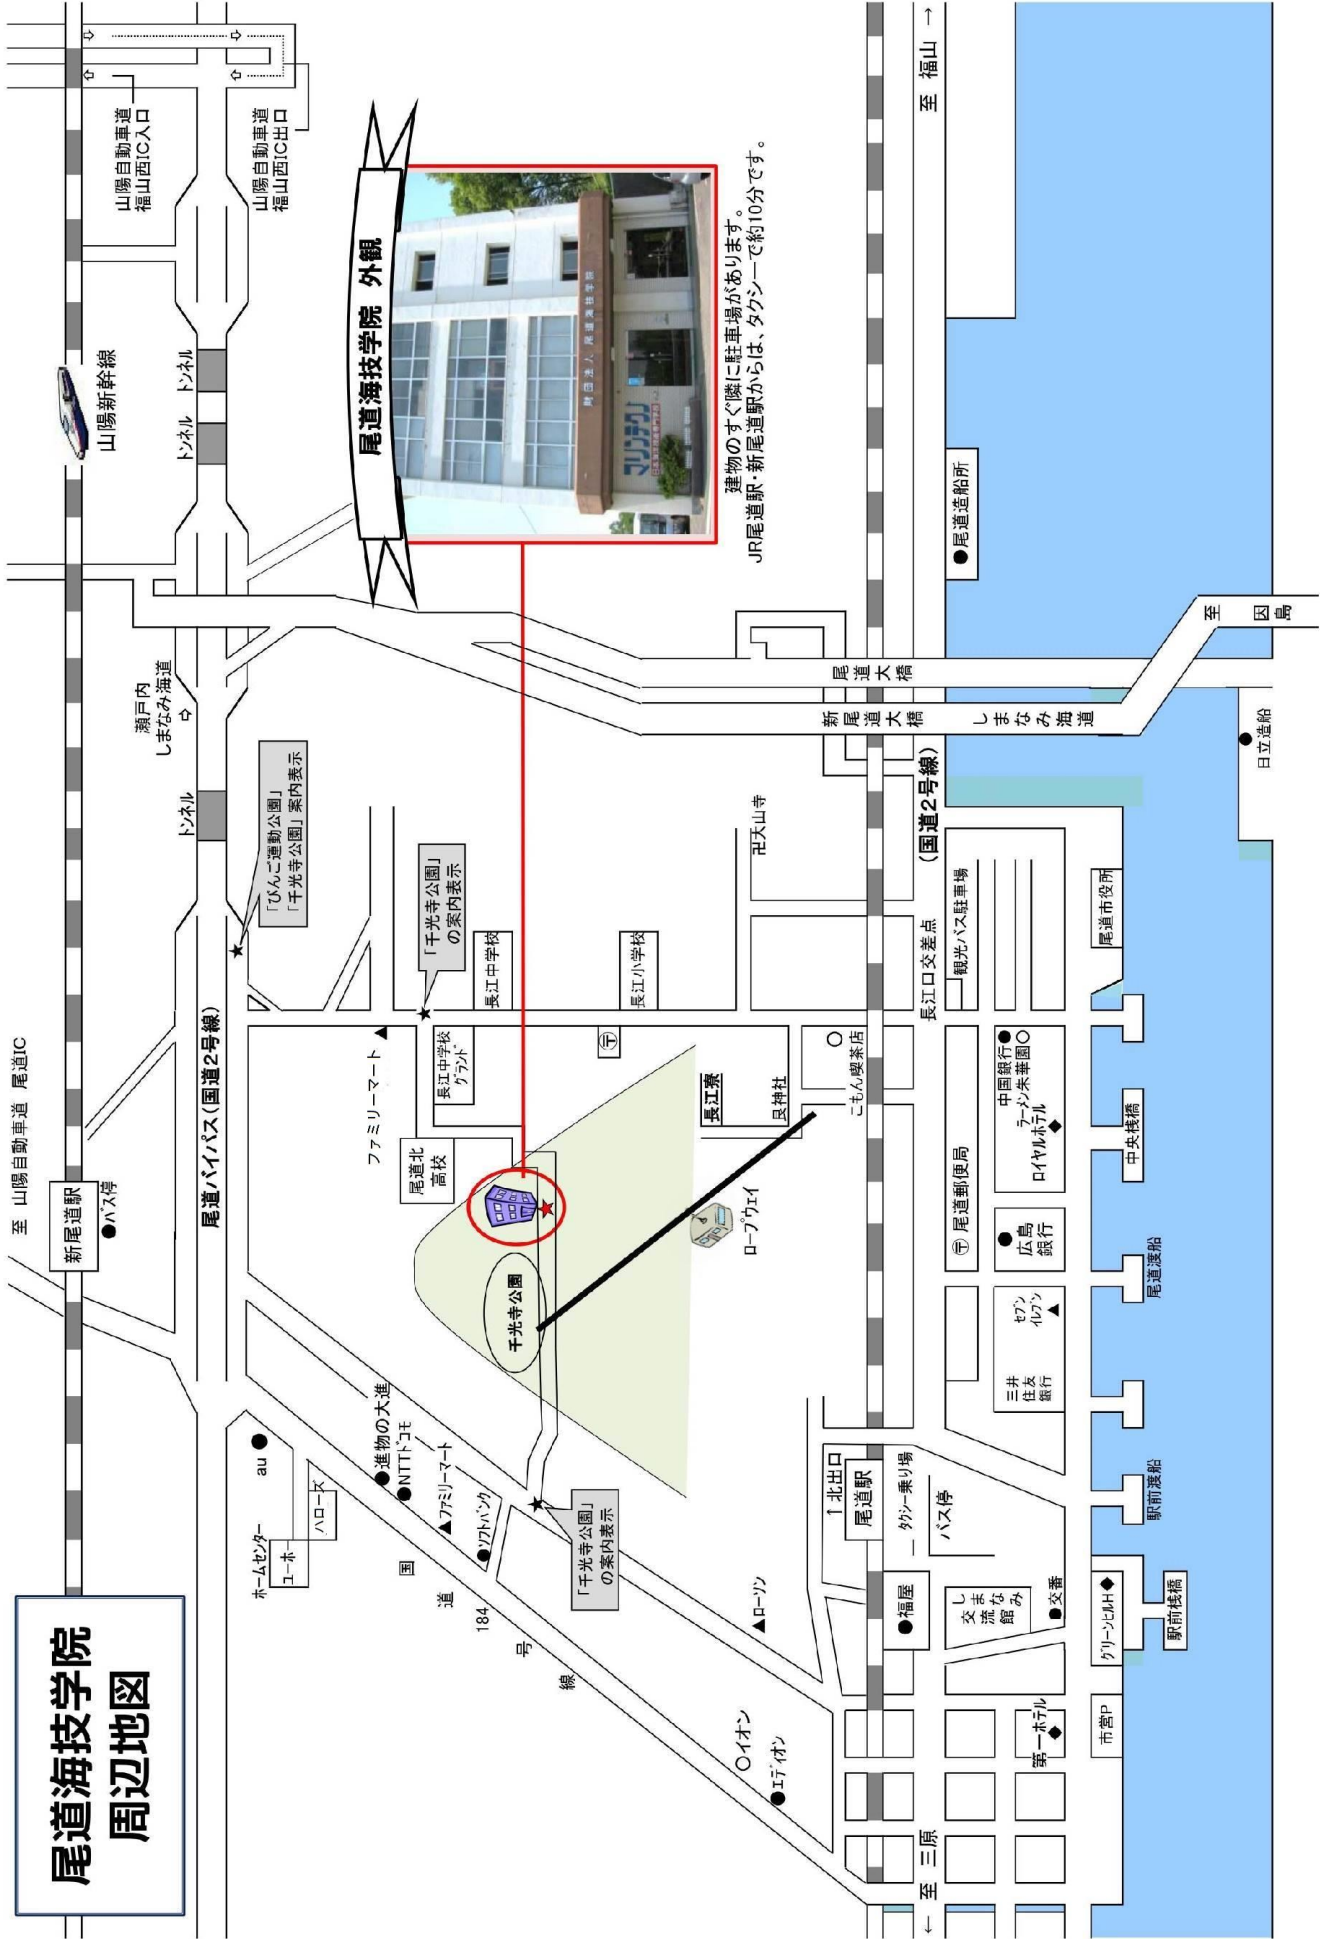 尾道海技学院
周辺地図
至 山陽自動車道 尾道IC
新尾道駅
●バス停
山陽新幹線
山陽自動車道
福山西IC入口
山陽自動車道
福山西IC出口
尾道バイパス(国道2号線)
トンネル
トンネル
トンネル
瀬戸内
しまなみ海道
⇨
「びんご運動公園」
「千光寺公園」案内表示
尾道海技学院 外観
財団法人 尾道海技学院
マリンテクノ
建物のすぐ隣に駐車場があります。
JR尾道駅・新尾道駅からは、タクシーで約10分です。
ホームセンター
ユーホー
ハローズ
au
●進物の大進
●NTTドコモ
▲ファミリーマート
●ソフトバンク
国道184号線
「千光寺公園」
の案内表示
ファミリーマート▲
「千光寺公園」
の案内表示
尾道北
高校
長江中学校
グランド
長江中学校
長江小学校
〒
千光寺公園
ロープウェイ
長江寮
艮神社
こもん喫茶店
卍天山寺
▲ローソン
○イオン
●エディオン
↑北出口
尾道駅
タクシー乗り場
バス停
●福屋
しまなみ
交流館
●交番
グリーンヒルH◆
駅前桟橋
駅前渡船
第一ホテル
市営P
← 至 三原
三井
住友
銀行
セブン
イレブン
▲
〒尾道郵便局
●
広島
銀行
中国銀行●
ラーメン朱華園○
ロイヤルホテル
尾道渡船
中央桟橋
長江口交差点
観光バス駐車場
尾道市役所
(国道2号線)
新尾道大橋
しまなみ海道
尾道大橋
至 因島
●尾道造船所
日立造船
至 福山 →